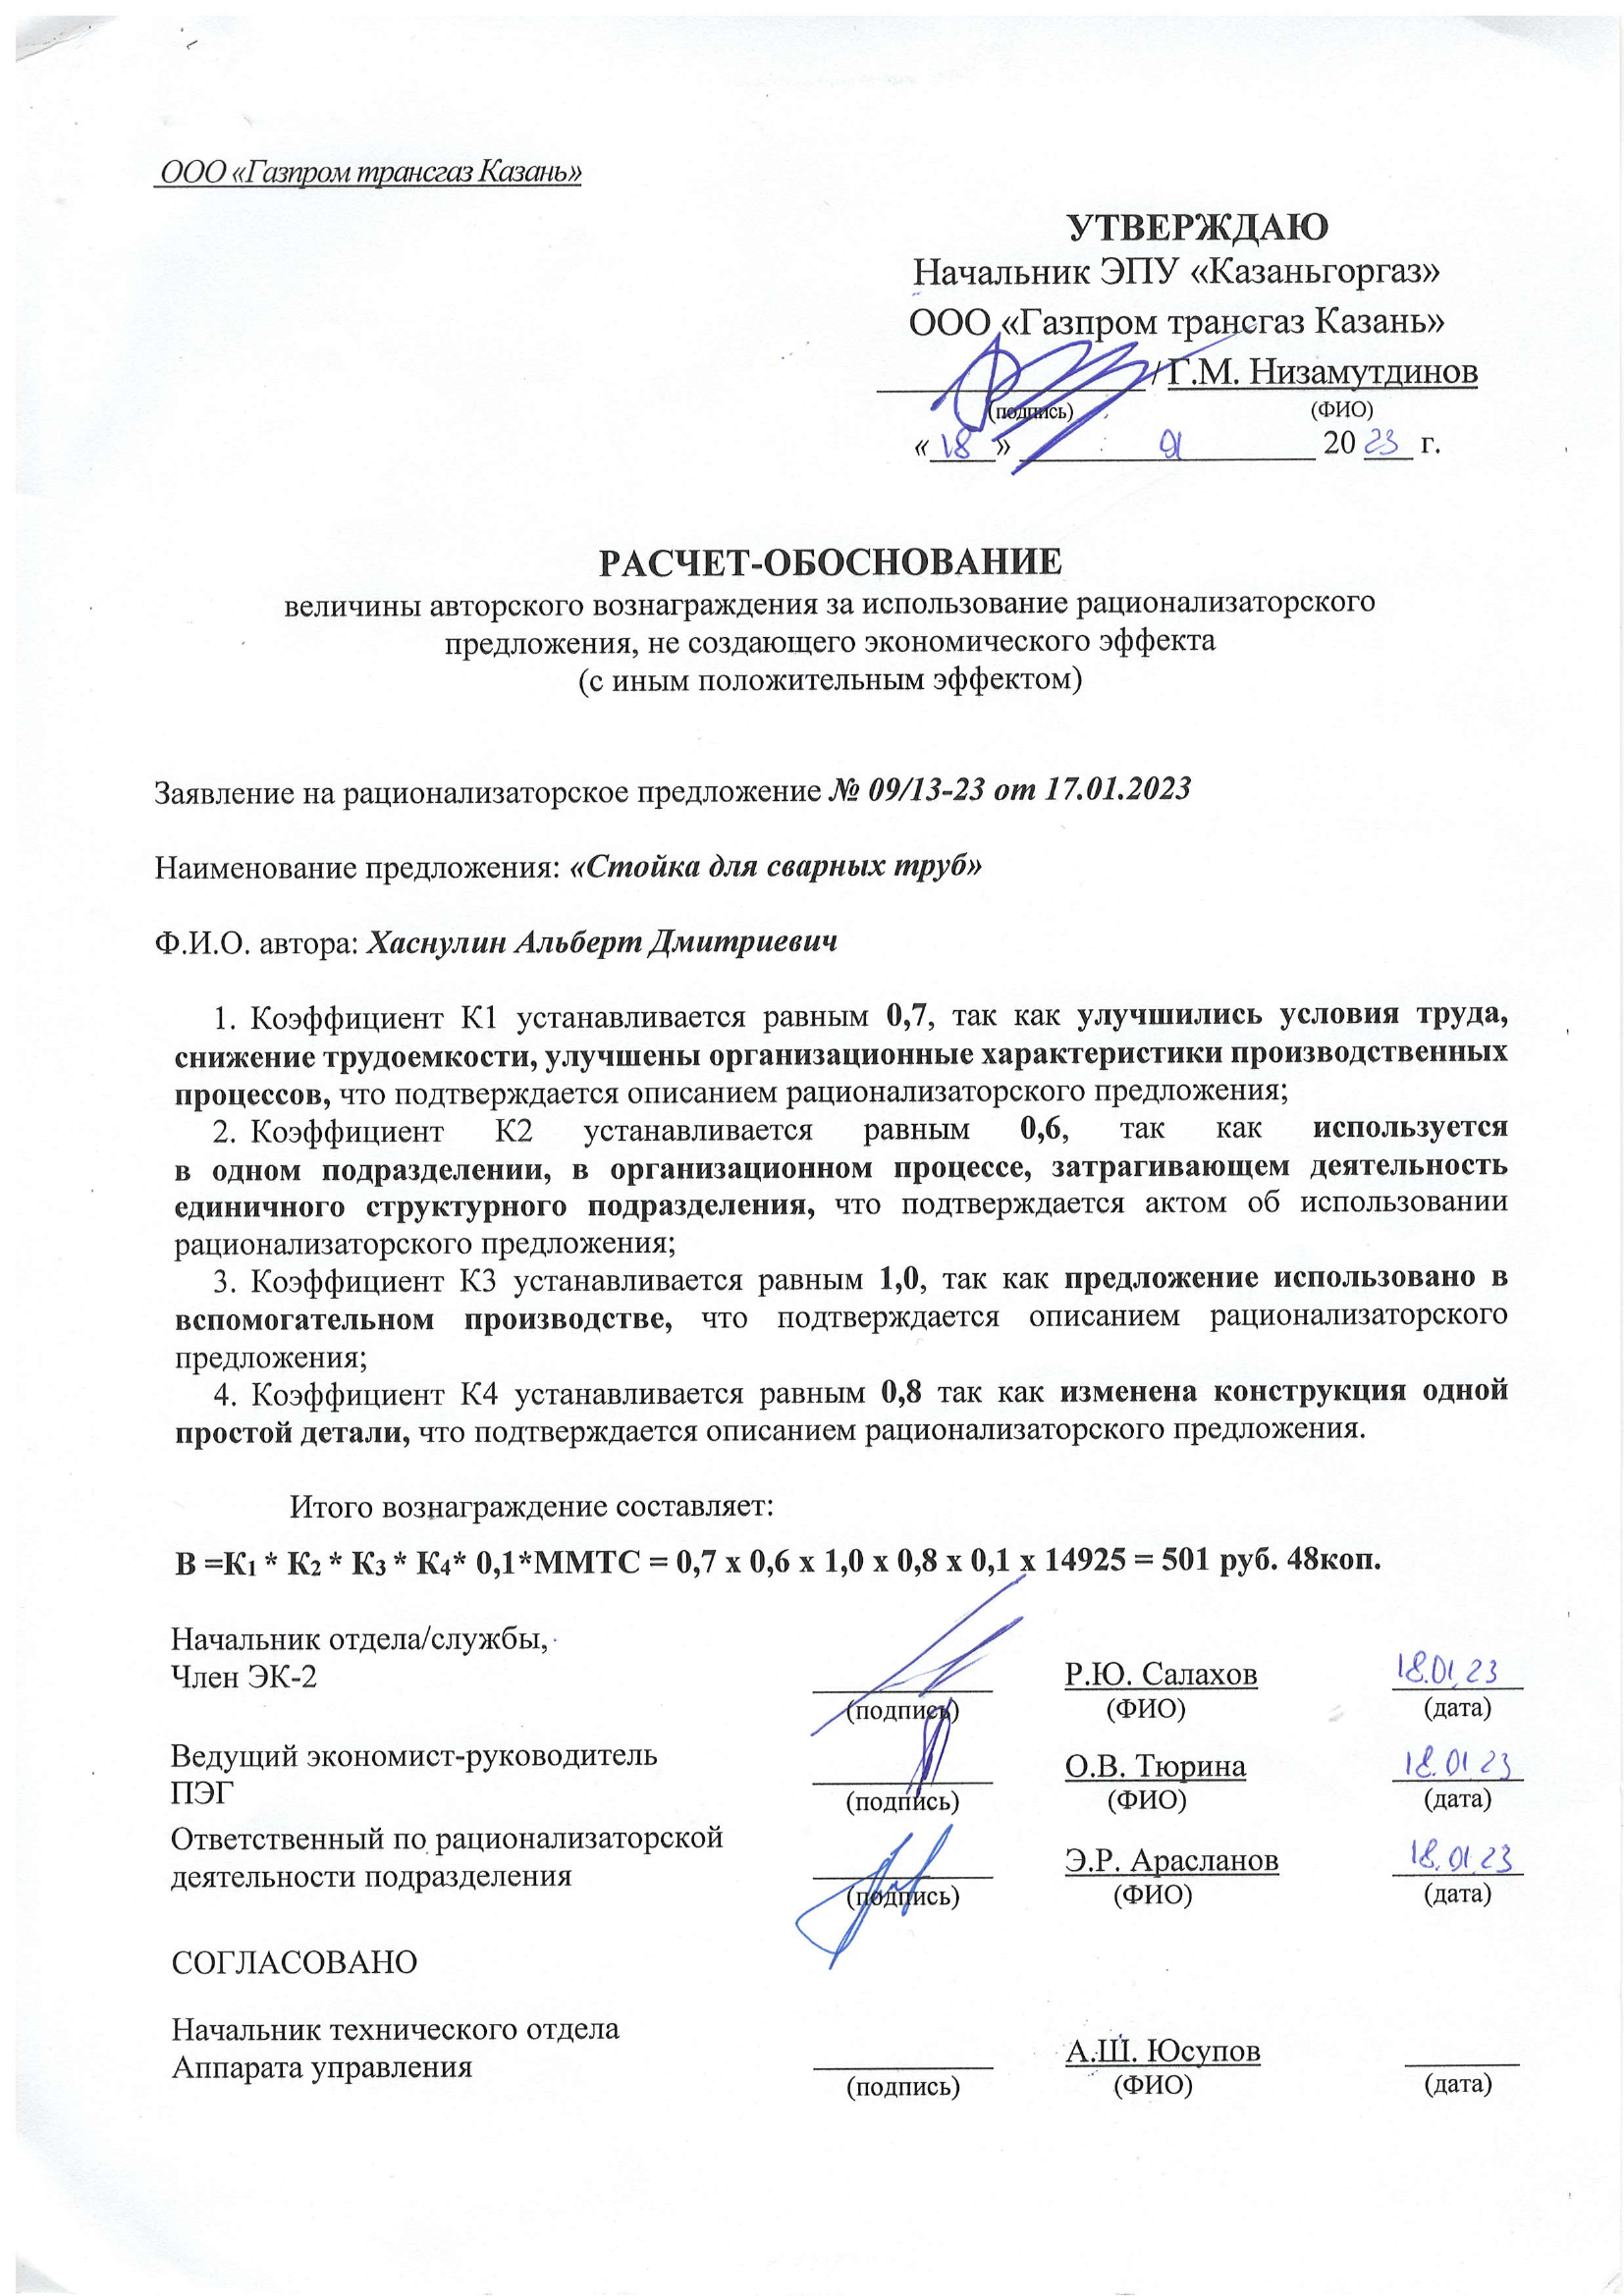 ООО «Газпром трансгаз Казань»
УТВЕРЖДАЮ
Начальник ЭПУ «Казаньгоргаз»
ООО «Газпром трансгаз Казань»
/ Г.М. Низамутдинов
(подпись) (ФИО)
« 18 » 01 20 23 г.
РАСЧЕТ-ОБОСНОВАНИЕ
величины авторского вознаграждения за использование рационализаторского
предложения, не создающего экономического эффекта
(с иным положительным эффектом)
Заявление на рационализаторское предложение № 09/13-23 от 17.01.2023
Наименование предложения: «Стойка для сварных труб»
Ф.И.О. автора: Хаснулин Альберт Дмитриевич
1. Коэффициент К1 устанавливается равным 0,7, так как улучшились условия труда,
снижение трудоемкости, улучшены организационные характеристики производственных
процессов, что подтверждается описанием рационализаторского предложения;
2. Коэффициент К2 устанавливается равным 0,6, так как используется
в одном подразделении, в организационном процессе, затрагивающем деятельность
единичного структурного подразделения, что подтверждается актом об использовании
рационализаторского предложения;
3. Коэффициент К3 устанавливается равным 1,0, так как предложение использовано в
вспомогательном производстве, что подтверждается описанием рационализаторского
предложения;
4. Коэффициент К4 устанавливается равным 0,8 так как изменена конструкция одной
простой детали, что подтверждается описанием рационализаторского предложения.
Итого вознаграждение составляет:
В =К1 * К2 * К3 * К4* 0,1*ММТС = 0,7 х 0,6 х 1,0 х 0,8 х 0,1 х 14925 = 501 руб. 48коп.
Начальник отдела/службы,
Член ЭК-2 Р.Ю. Салахов 18.01.23
(подпись) (ФИО) (дата)
Ведущий экономист-руководитель
ПЭГ О.В. Тюрина 18.01.23
(подпись) (ФИО) (дата)
Ответственный по рационализаторской
деятельности подразделения Э.Р. Арасланов 18.01.23
(подпись) (ФИО) (дата)
СОГЛАСОВАНО
Начальник технического отдела
Аппарата управления А.Ш. Юсупов
(подпись) (ФИО) (дата)